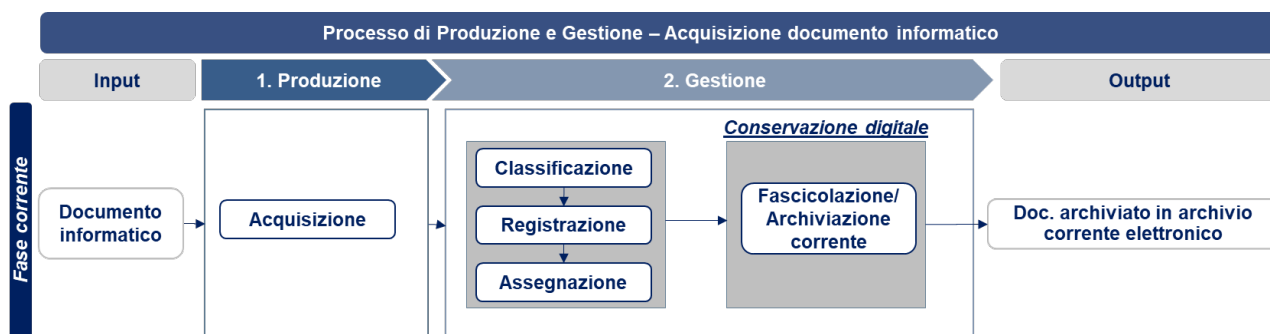 Processo di Produzione e Gestione – Acquisizione documento informatico
Input
1. Produzione
2. Gestione
Output
Fase corrente
Documento
informatico
Acquisizione
Classificazione
Registrazione
Assegnazione
Conservazione digitale
Fascicolazione/
Archiviazione
corrente
Doc. archiviato in archivio
corrente elettronico